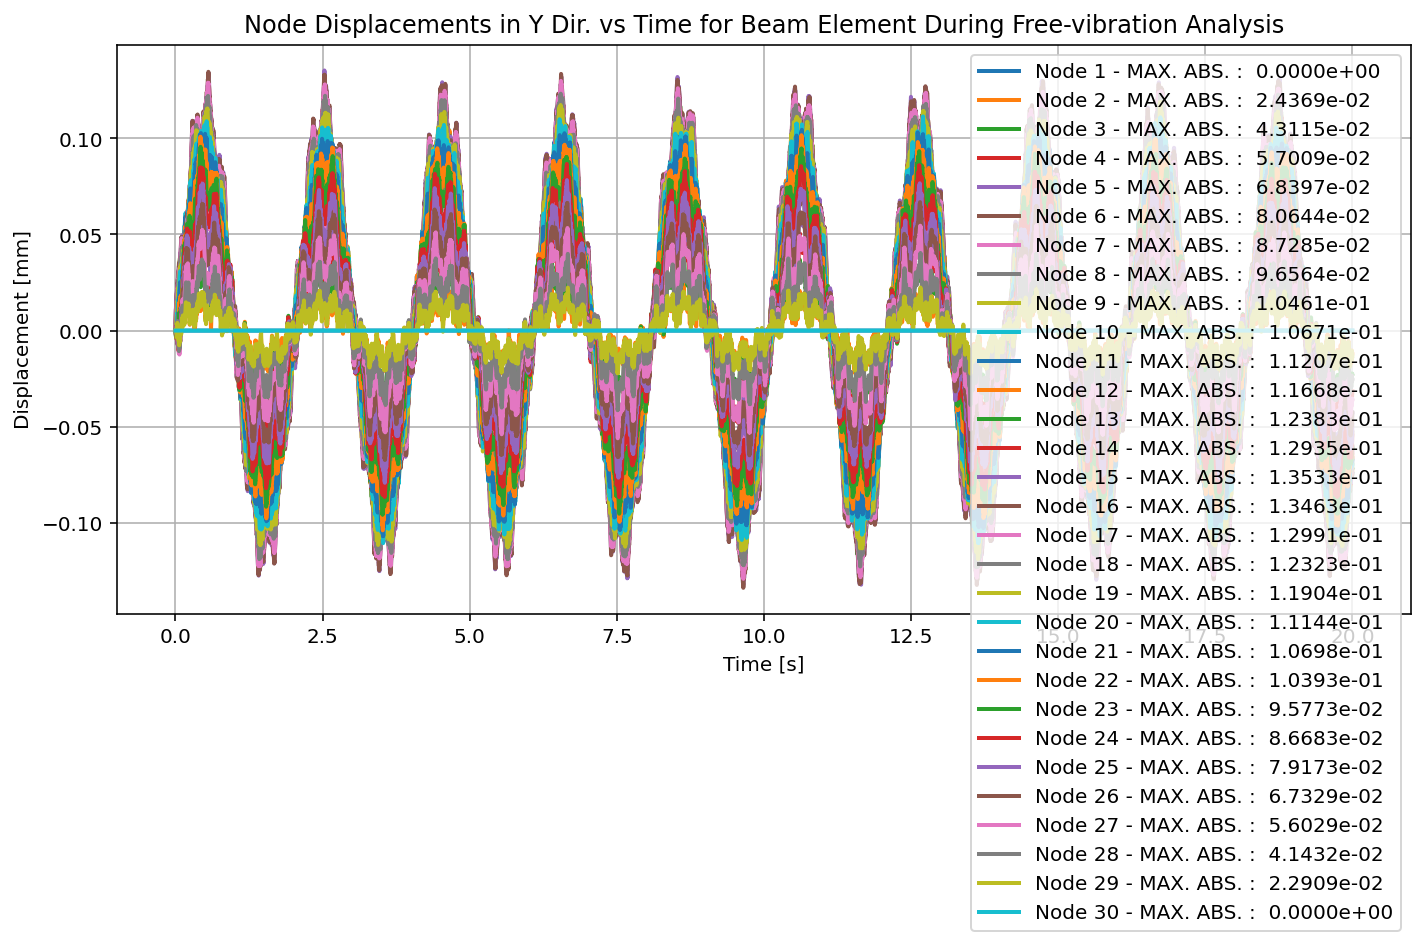 Node Displacements in Y Dir. vs Time for Beam Element During Free-vibration Analysis
Displacement [mm]
0.10
0.05
0.00
−0.05
−0.10
0.0
2.5
5.0
7.5
10.0
12.5
15.0
17.5
20.0
Time [s]
Node 1 - MAX. ABS. : 0.0000e+00
Node 2 - MAX. ABS. : 2.4369e-02
Node 3 - MAX. ABS. : 4.3115e-02
Node 4 - MAX. ABS. : 5.7009e-02
Node 5 - MAX. ABS. : 6.8397e-02
Node 6 - MAX. ABS. : 8.0644e-02
Node 7 - MAX. ABS. : 8.7285e-02
Node 8 - MAX. ABS. : 9.6564e-02
Node 9 - MAX. ABS. : 1.0461e-01
Node 10 - MAX. ABS. : 1.0671e-01
Node 11 - MAX. ABS. : 1.1207e-01
Node 12 - MAX. ABS. : 1.1668e-01
Node 13 - MAX. ABS. : 1.2383e-01
Node 14 - MAX. ABS. : 1.2935e-01
Node 15 - MAX. ABS. : 1.3533e-01
Node 16 - MAX. ABS. : 1.3463e-01
Node 17 - MAX. ABS. : 1.2991e-01
Node 18 - MAX. ABS. : 1.2323e-01
Node 19 - MAX. ABS. : 1.1904e-01
Node 20 - MAX. ABS. : 1.1144e-01
Node 21 - MAX. ABS. : 1.0698e-01
Node 22 - MAX. ABS. : 1.0393e-01
Node 23 - MAX. ABS. : 9.5773e-02
Node 24 - MAX. ABS. : 8.6683e-02
Node 25 - MAX. ABS. : 7.9173e-02
Node 26 - MAX. ABS. : 6.7329e-02
Node 27 - MAX. ABS. : 5.6029e-02
Node 28 - MAX. ABS. : 4.1432e-02
Node 29 - MAX. ABS. : 2.2909e-02
Node 30 - MAX. ABS. : 0.0000e+00